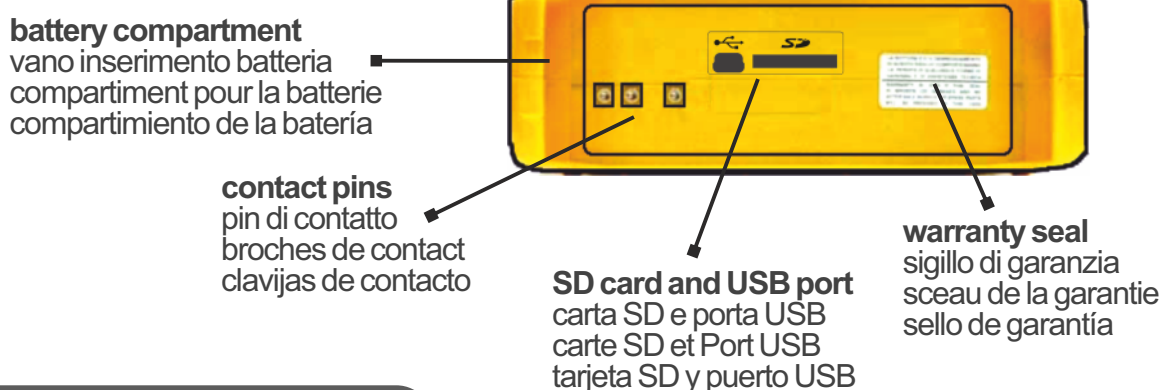 battery compartment
vano inserimento batteria
compartiment pour la batterie
compartimiento de la batería
SD
contact pins
pin di contatto
broches de contact
clavijas de contacto
SD card and USB port
carta SD e porta USB
carte SD et Port USB
tarjeta SD y puerto USB
warranty seal
sigillo di garanzia
sceau de la garantie
sello de garantía